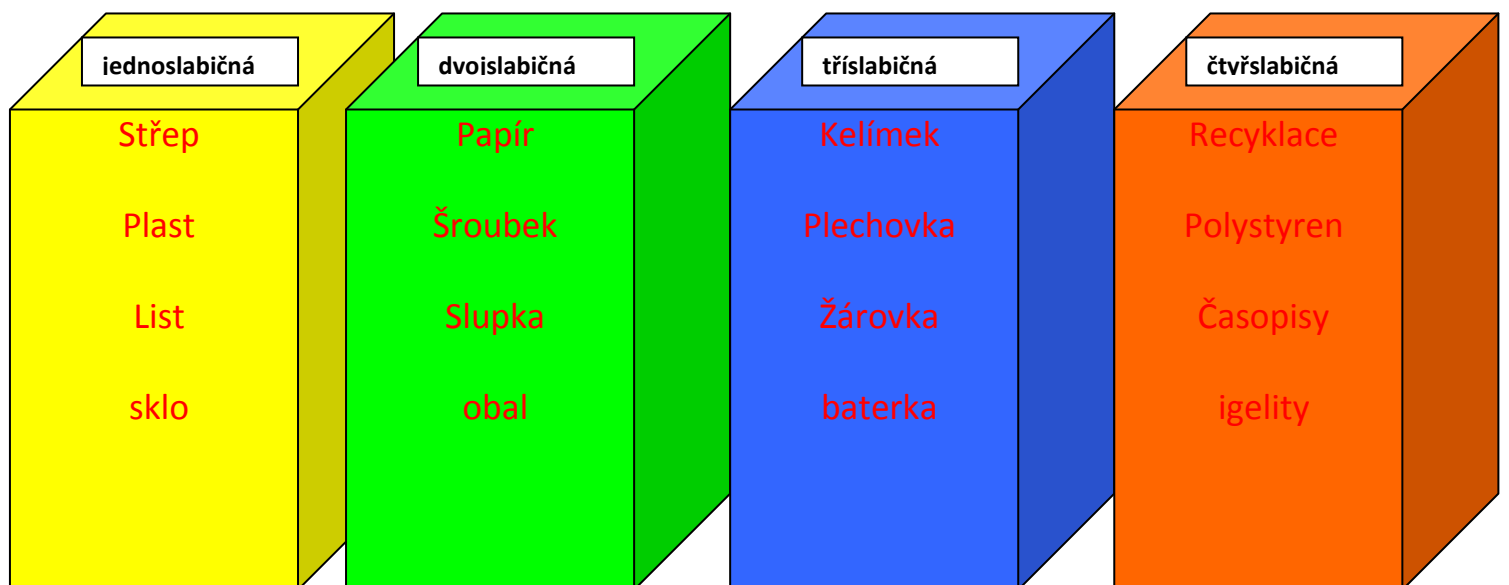 jednoslabičná
Střep
Plast
List
sklo
dvojslabičná
Papír
Šroubek
Slupka
obal
tříslabičná
Kelímek
Plechovka
Žárovka
baterka
čtyřslabičná
Recyklace
Polystyren
Časopisy
igelity